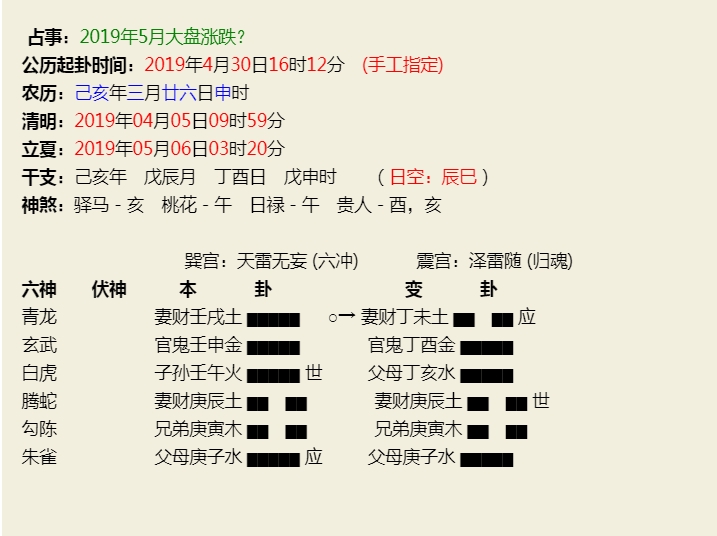 占事：2019年5月大盘涨跌？
公历起卦时间：2019年4月30日16时12分 (手工指定)
农历：己亥年三月廿六日申时
清明：2019年04月05日09时59分
立夏：2019年05月06日03时20分
干支：己亥年 戊辰月 丁酉日 戊申时 （日空：辰巳）
神煞：驿马－亥 桃花－午 日禄－午 贵人－酉，亥
巽宫：天雷无妄 (六冲) 震宫：泽雷随 (归魂)
六神 伏神 本 卦 变 卦
青龙 妻财壬戌土 ○→ 妻财丁未土 应
玄武 官鬼壬申金 官鬼丁酉金
白虎 子孙壬午火 世 父母丁亥水
腾蛇 妻财庚辰土 妻财庚辰土 世
勾陈 兄弟庚寅木 兄弟庚寅木
朱雀 父母庚子水 应 父母庚子水